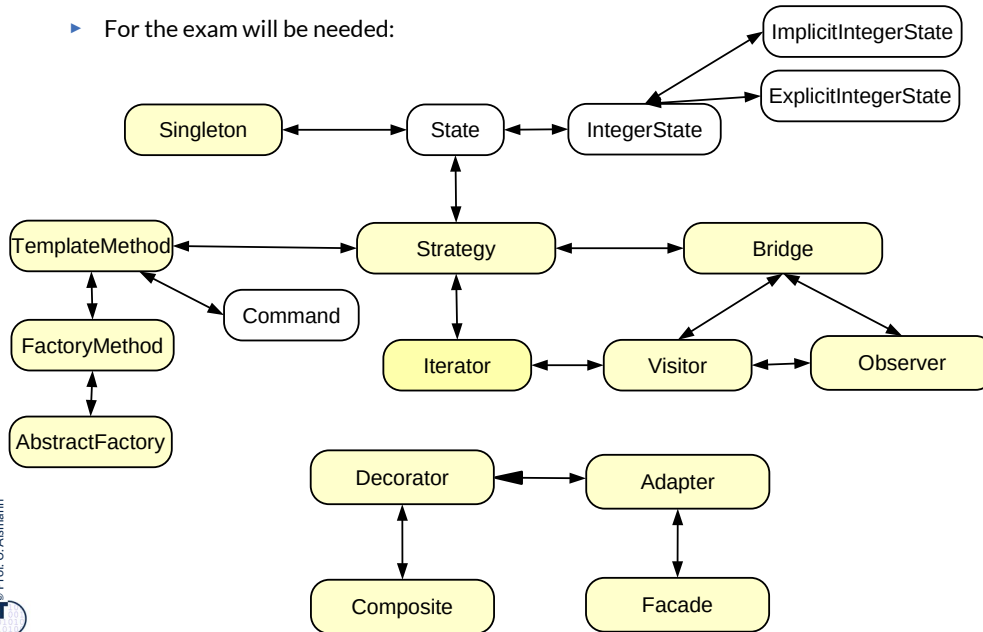 For the exam will be needed:
ImplicitIntegerState
ExplicitIntegerState
Singleton
State
IntegerState
TemplateMethod
Strategy
Bridge
Command
FactoryMethod
Iterator
Visitor
Observer
AbstractFactory
Decorator
Adapter
Composite
Facade